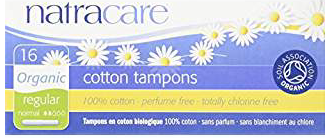 natracare
16
Organic
cotton tampons
regular
normal
100% cotton - perfume free - totally chlorine free
SOIL ASSOCIATION
ORGANIC
Tampons en coton biologique 100% coton - sans parfum - sans blanchiment au chlore